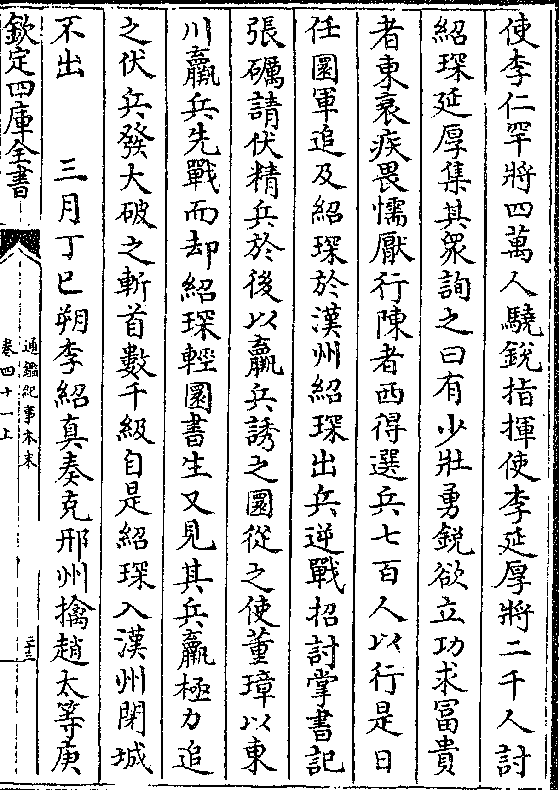 使李仁罕將四萬人驍銳指揮使李延厚將二千人討
紹琛延厚集其衆詢之曰有少壯勇銳欲立功求冨貴
者東衰疾畏懦厭行陳者西得選兵七百人以行是日
任圜軍追及紹琛於漢州紹琛出兵逆戰招討掌書記
張礪請伏精兵於後以羸兵誘之圜從之使董璋以東
川羸兵先戰而却紹琛輕圜書生又見其兵羸極力追
之伏兵發大破之斬首數千級自是紹琛入漢州閉城
不出　三月丁巳朔李紹真奏克邢州擒趙太等庚
欽定四庫全書
通鑑紀事本末
卷四十一上
三十二